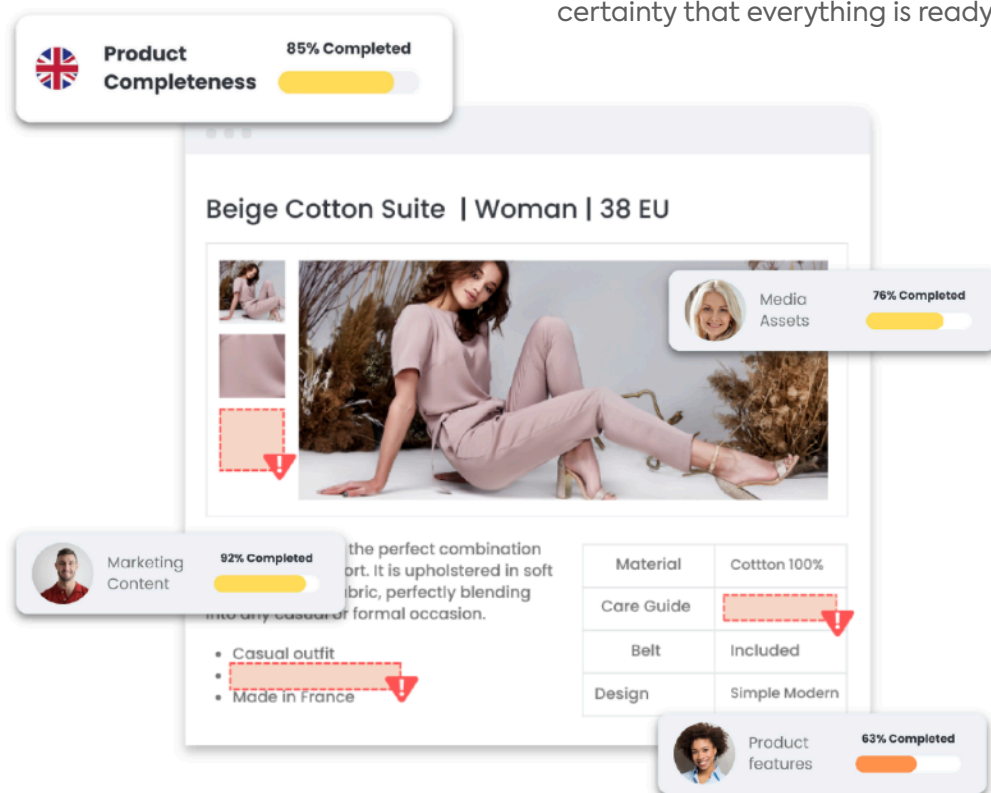 certainty that everything is ready
Product
Completeness
85% Completed
Beige Cotton Suite | Woman | 38 EU
Media
Assets
76% Completed
Marketing
Content
92% Completed
the perfect combination
ort. It is upholstered in soft
bric, perfectly blending
into any casual or formal occasion.
• Casual outfit
•
• Made in France
Material Cottton 100%
Care Guide
Belt Included
Design Simple Modern
Product
features
63% Completed